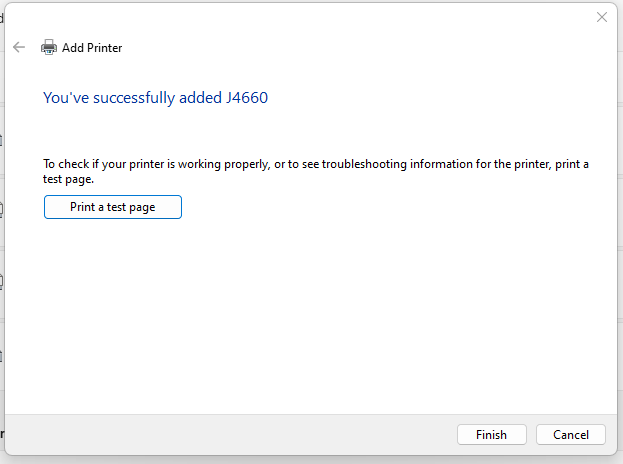 Add Printer
You've successfully added J4660
To check if your printer is working properly, or to see troubleshooting information for the printer, print a
test page.
Print a test page
Finish
Cancel